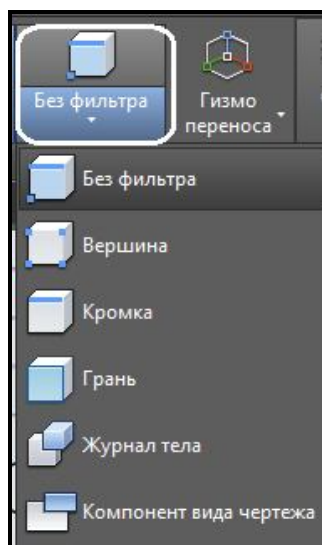 Без фильтра
Гизмо
переноса
Без фильтра
Вершина
Кромка
Грань
Журнал тела
Компонент вида чертежа